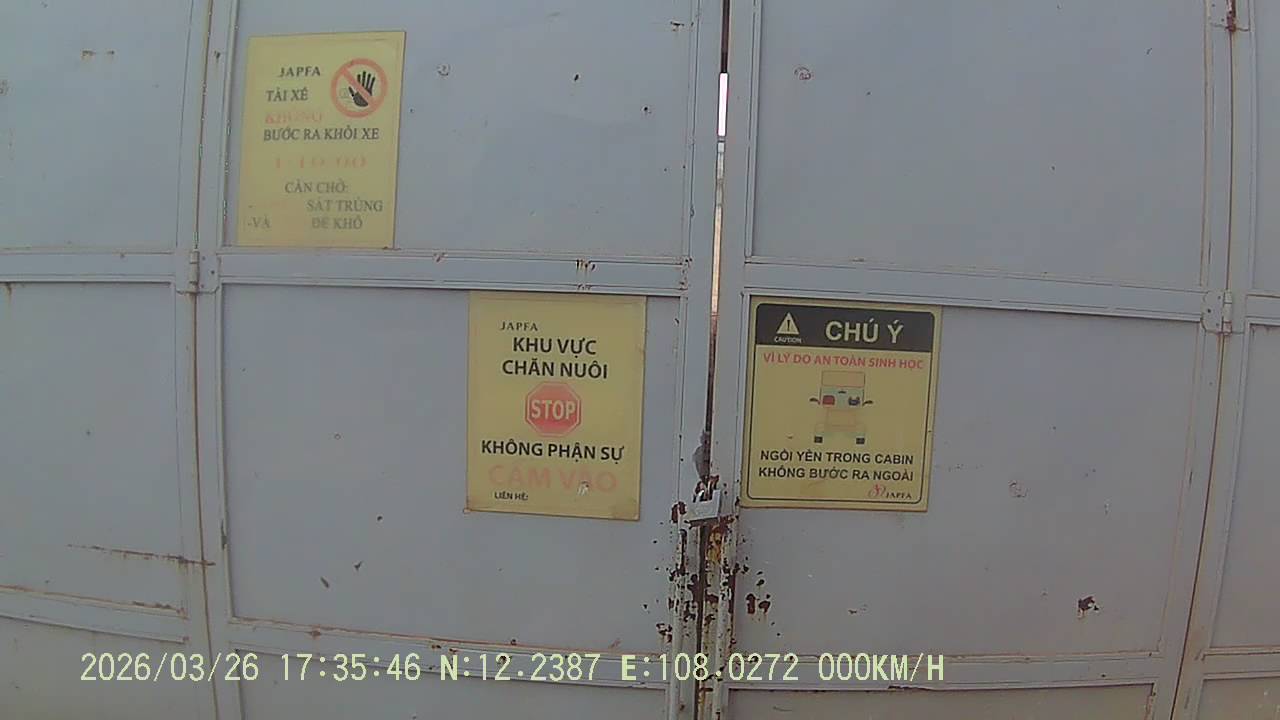 JAPFA
TÀI XẾ
KHÔNG
BƯỚC RA KHỎI XE
CẦN CHỜ:
SÁT TRÙNG
-VÀ ĐỂ KHÔ
JAPFA
KHU VỰC
CHĂN NUÔI
STOP
KHÔNG PHẬN SỰ
CẤM VÀO
LIÊN HỆ:
CAUTION
CHÚ Ý
VÌ LÝ DO AN TOÀN SINH HỌC
NGỒI YÊN TRONG CABIN
KHÔNG BƯỚC RA NGOÀI
JAPFA
2026/03/26 17:35:46 N:12.2387 E:108.0272 000KM/H